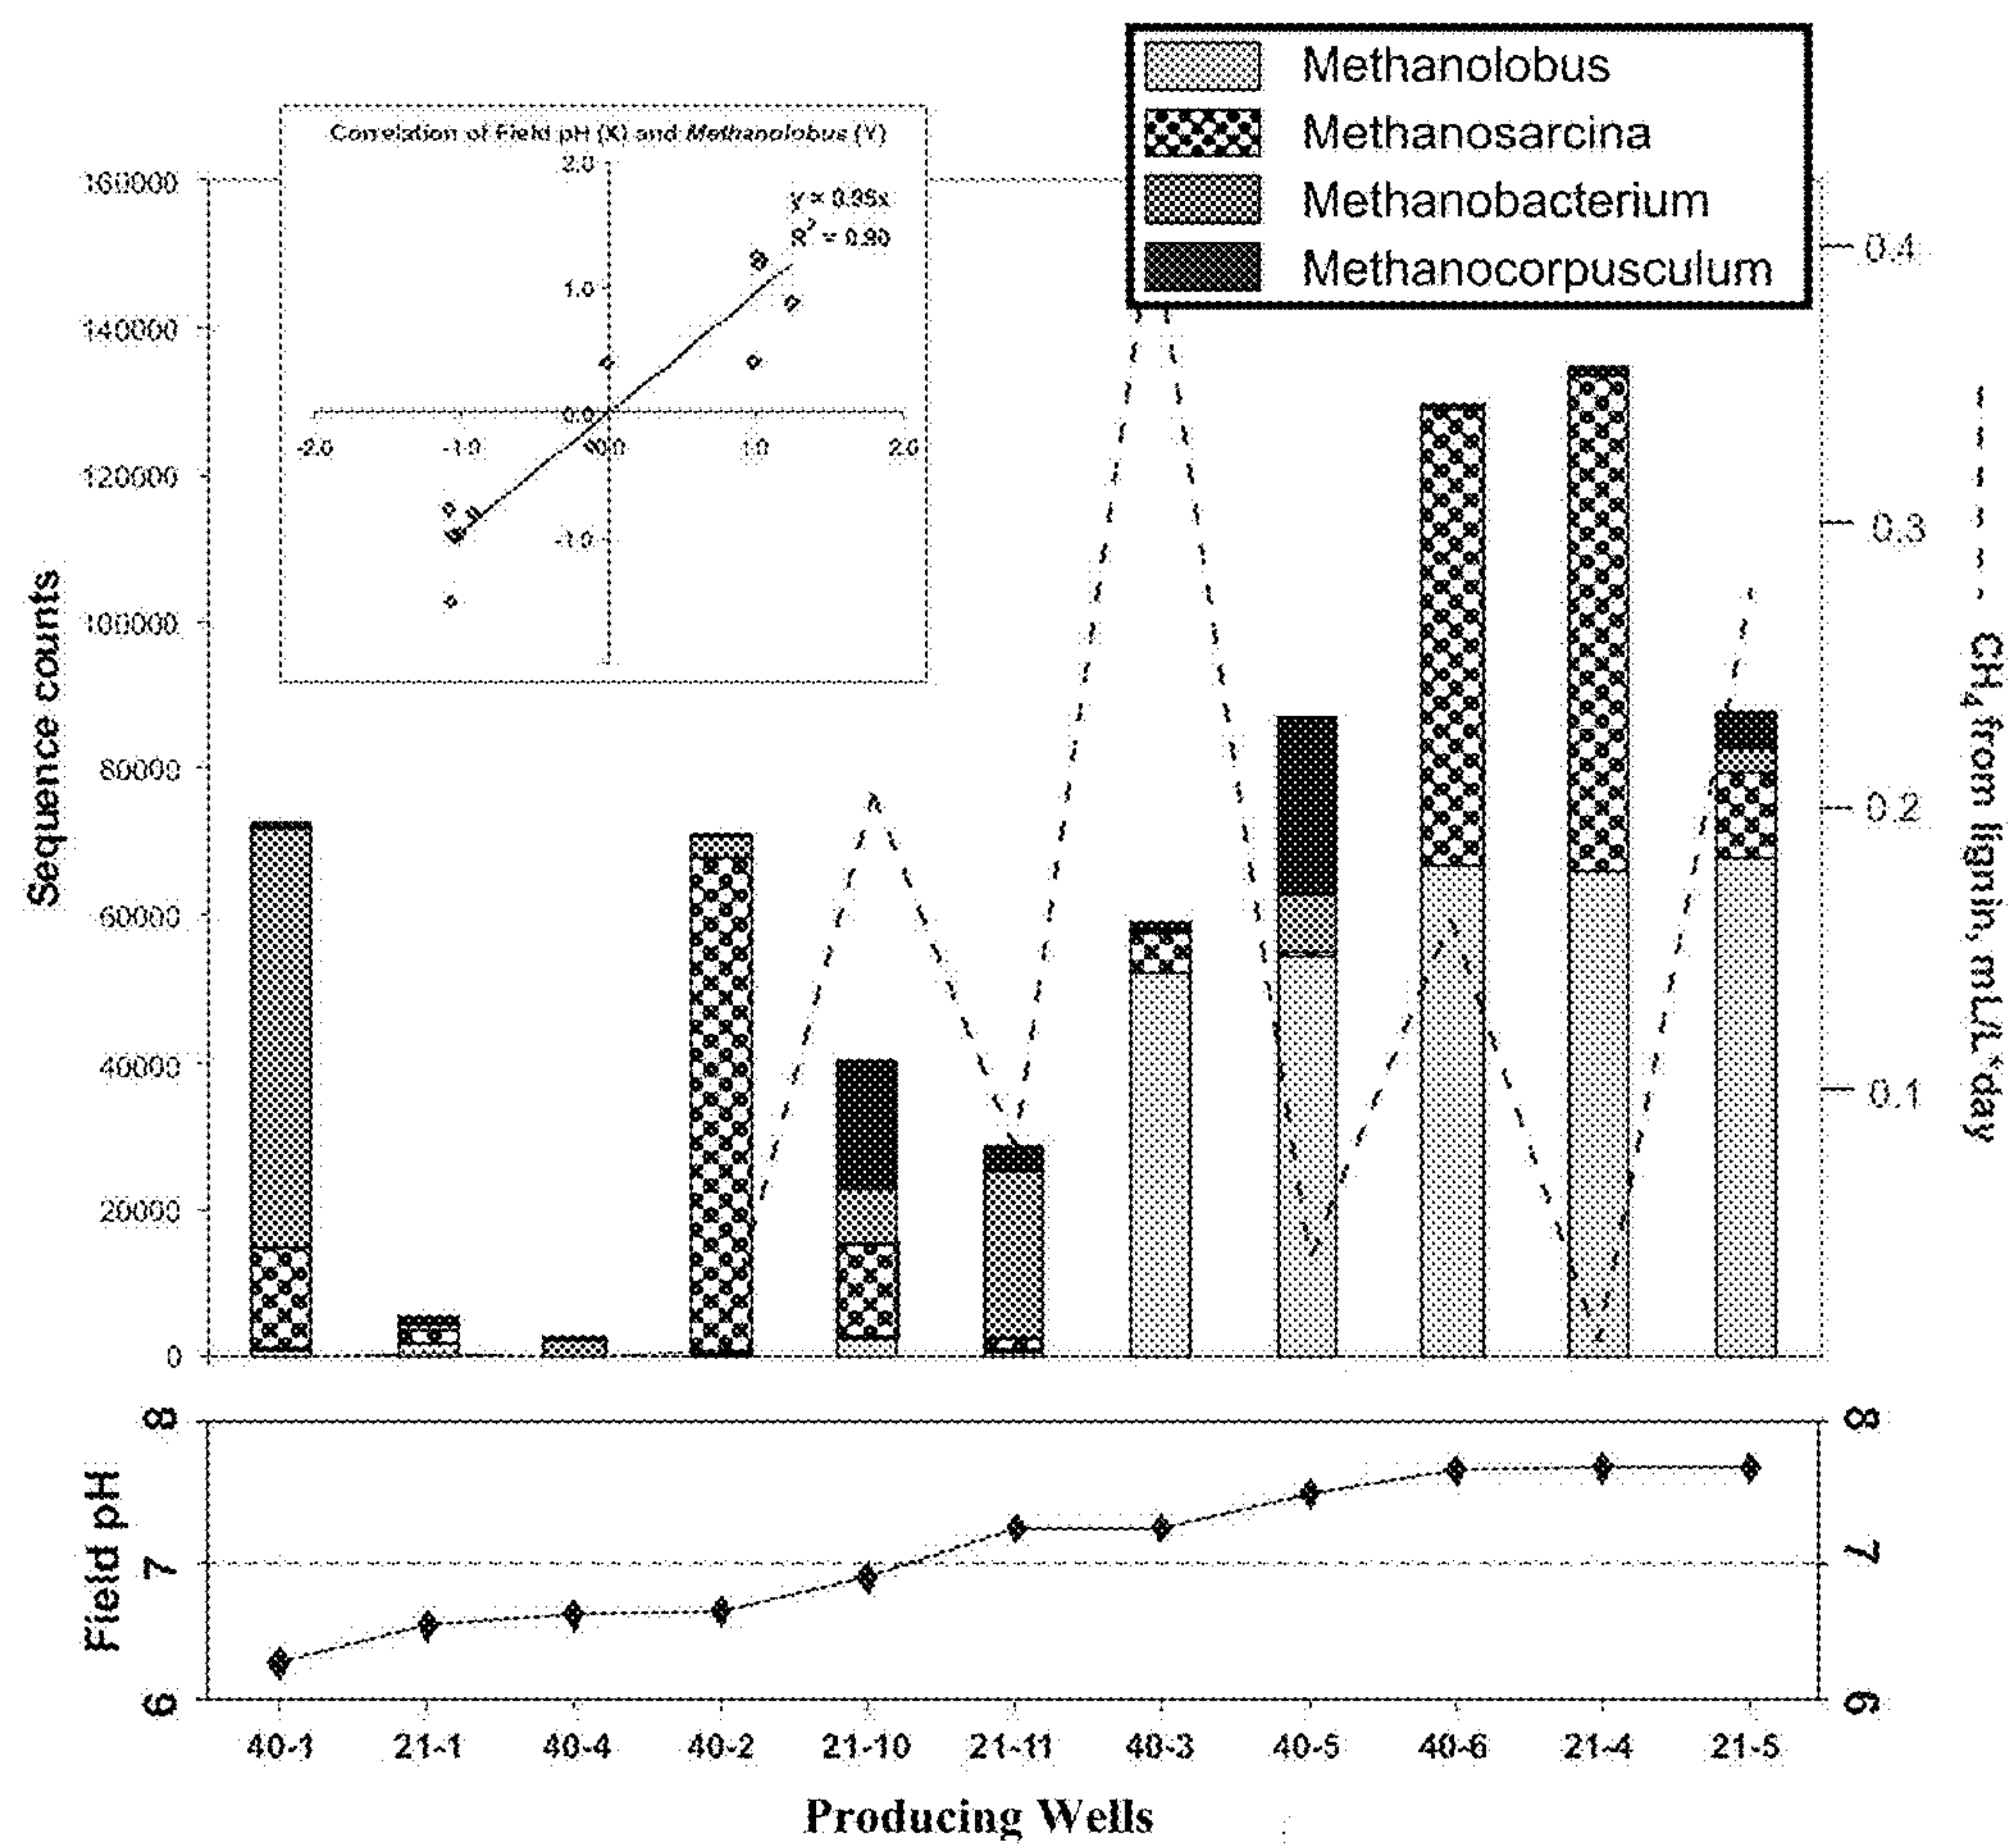 Methanolobus
Methanosarcina
Methanobacterium
Methanocorpusculum
Correlation of Field pH (X) and Methanolobus (Y)
2.0
y = 0.95x
R² = 0.90
1.0
0.0
-2.0
-1.0
0.0
1.0
2.0
-1.0
160000
140000
120000
100000
80000
60000
40000
20000
0
Sequence counts
0.4
0.3
0.2
0.1
CH₄ from lignin, mL/L*day
8
7
6
Field pH
8
7
6
40-1 21-1 40-4 40-2 21-10 21-11 40-3 40-5 40-6 21-4 21-5
Producing Wells